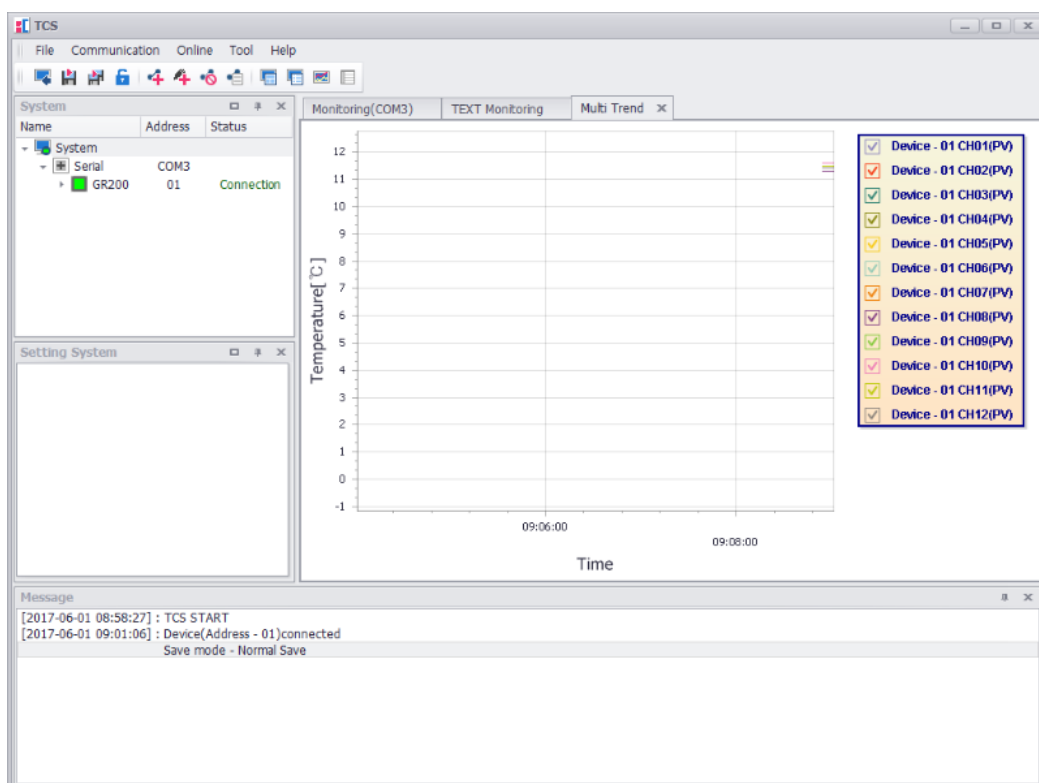 TCS
File Communication Online Tool Help
System
Name Address Status
System
Serial COM3
GR200 01 Connection
Setting System
Monitoring(COM3) TEXT Monitoring Multi Trend
12
11
10
9
8
7
6
5
4
3
2
1
0
-1
Temperature[℃]
09:06:00
09:08:00
Time
Device - 01 CH01(PV)
Device - 01 CH02(PV)
Device - 01 CH03(PV)
Device - 01 CH04(PV)
Device - 01 CH05(PV)
Device - 01 CH06(PV)
Device - 01 CH07(PV)
Device - 01 CH08(PV)
Device - 01 CH09(PV)
Device - 01 CH10(PV)
Device - 01 CH11(PV)
Device - 01 CH12(PV)
Message
[2017-06-01 08:58:27] : TCS START
[2017-06-01 09:01:06] : Device(Address - 01)connected
Save mode - Normal Save